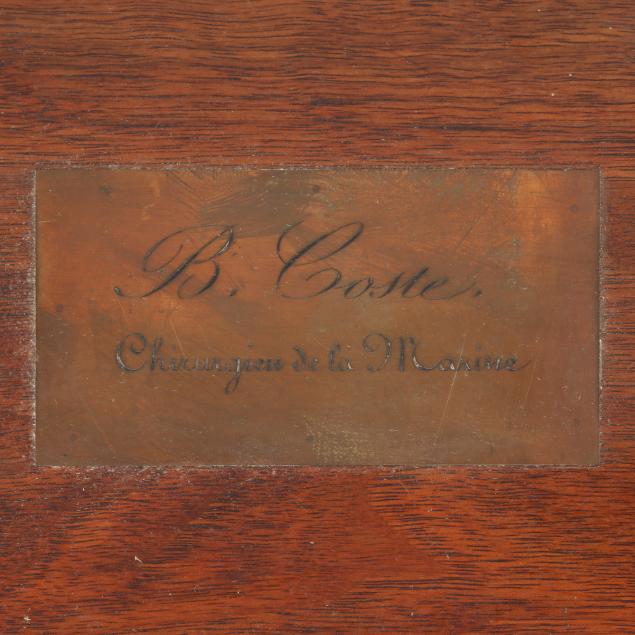 B. Coste.
Chirurgien de la Marine